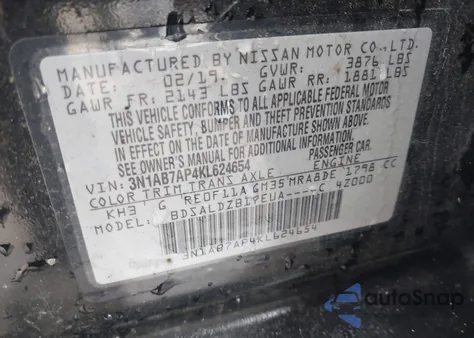 MANUFACTURED BY NISSAN MOTOR CO., LTD.
DATE: 02/19 GVWR: 3876 LBS
GAWR FR: 2143 LBS GAWR RR: 1881 LBS
THIS VEHICLE CONFORMS TO ALL APPLICABLE FEDERAL MOTOR
VEHICLE SAFETY, BUMPER AND THEFT PREVENTION STANDARDS
IN EFFECT ON THE DATE OF MANUFACTURE SHOWN ABOVE.
SEE OWNER'S MANUAL FOR ADDITIONAL INFORMATION
VIN: 3N1AB7AP4KL624654 PASSENGER CAR
COLOR TRIM TRANS AXLE ENGINE
KH3 G RE0F11A GM35 MRA8DE 1798 CC
MODEL: BDSALDZB17EUA----C 42000
3N1AB7AP4KL624654
autoSnap